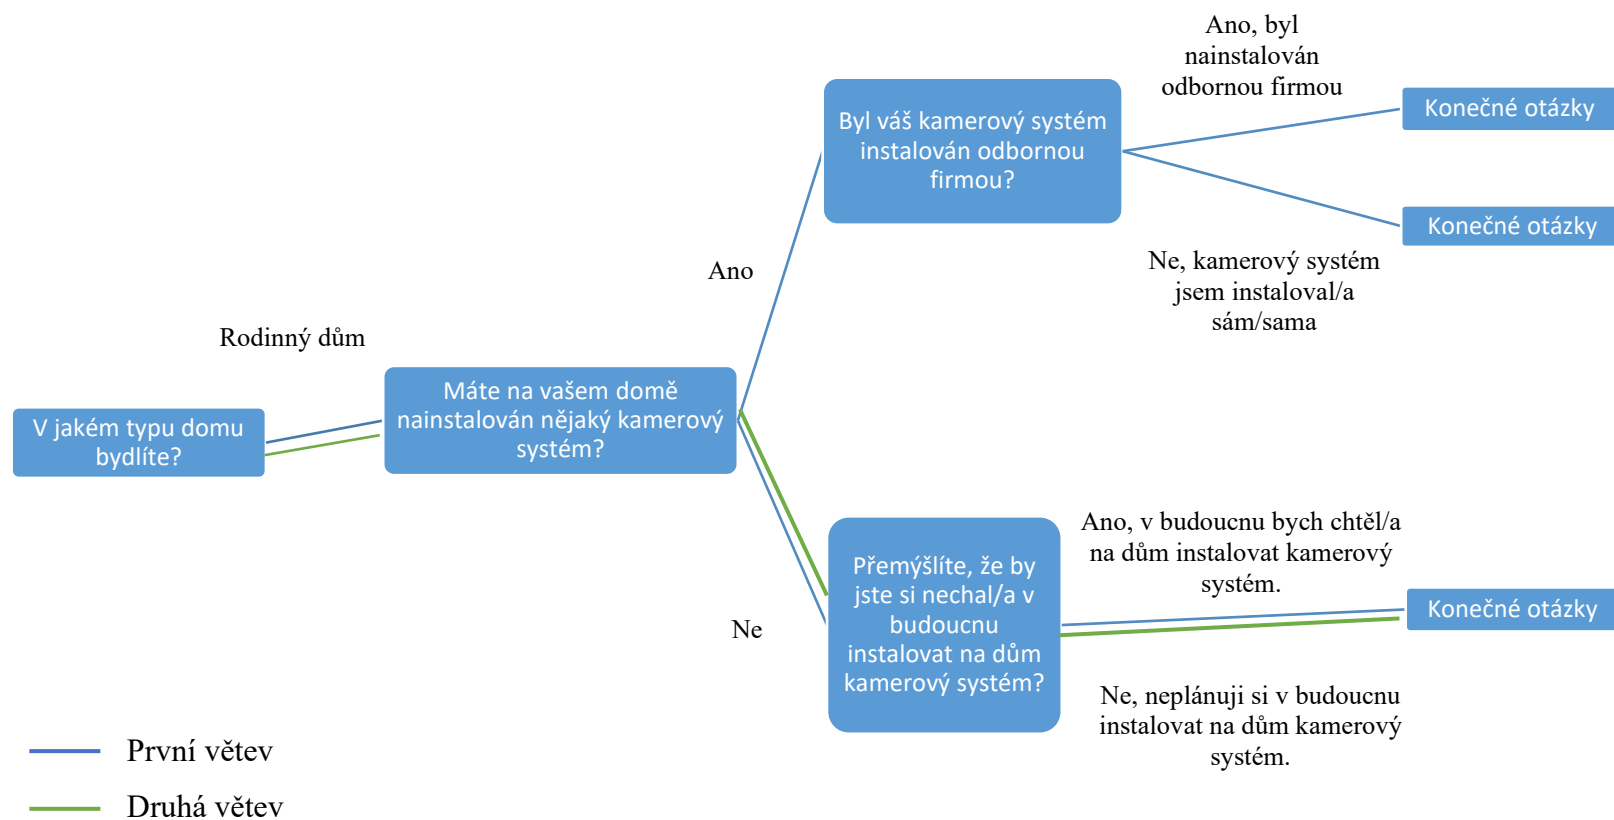 V jakém typu domu
bydlíte?
Rodinný dům
Máte na vašem domě
nainstalován nějaký kamerový
systém?
Ano
Byl váš kamerový systém
instalován odbornou
firmou?
Ano, byl
nainstalován
odbornou firmou
Konečné otázky
Konečné otázky
Ne, kamerový systém
jsem instaloval/a
sám/sama
Ne
Přemýšlíte, že by
jste si nechal/a v
budoucnu
instalovat na dům
kamerový systém?
Ano, v budoucnu bych chtěl/a
na dům instalovat kamerový
systém.
Konečné otázky
Ne, neplánuji si v budoucnu
instalovat na dům kamerový
systém.
První větev
Druhá větev